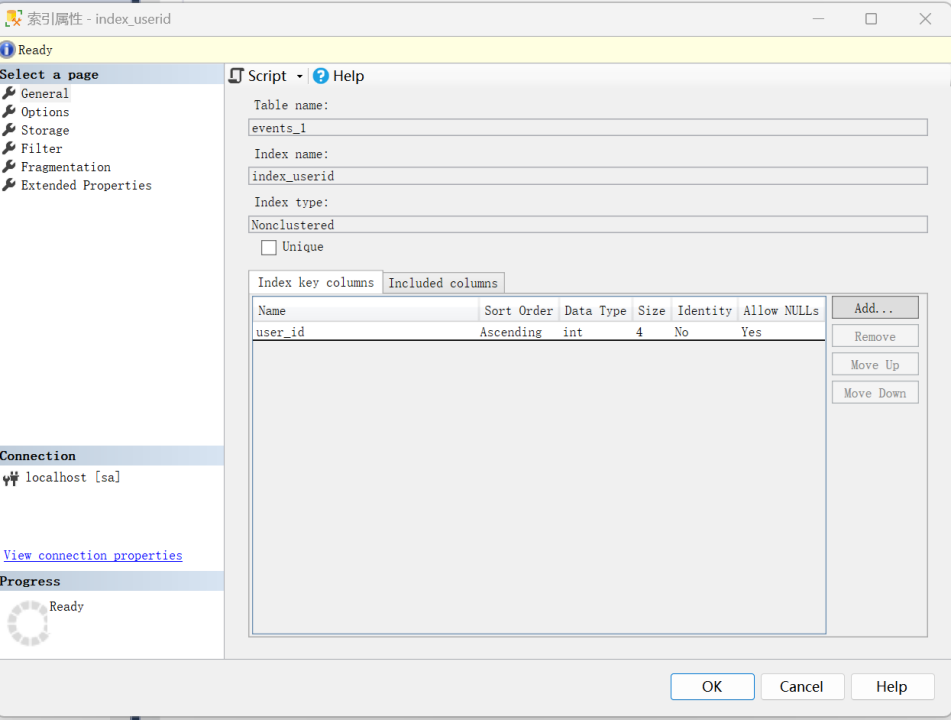 索引属性 - index_userid
Ready
Select a page
General
Options
Storage
Filter
Fragmentation
Extended Properties
Connection
localhost [sa]
View connection properties
Progress
Ready
Script Help
Table name:
events_1
Index name:
index_userid
Index type:
Nonclustered
Unique
Index key columns Included columns
Name Sort Order Data Type Size Identity Allow NULLs
user_id Ascending int 4 No Yes
Add...
Remove
Move Up
Move Down
OK Cancel Help